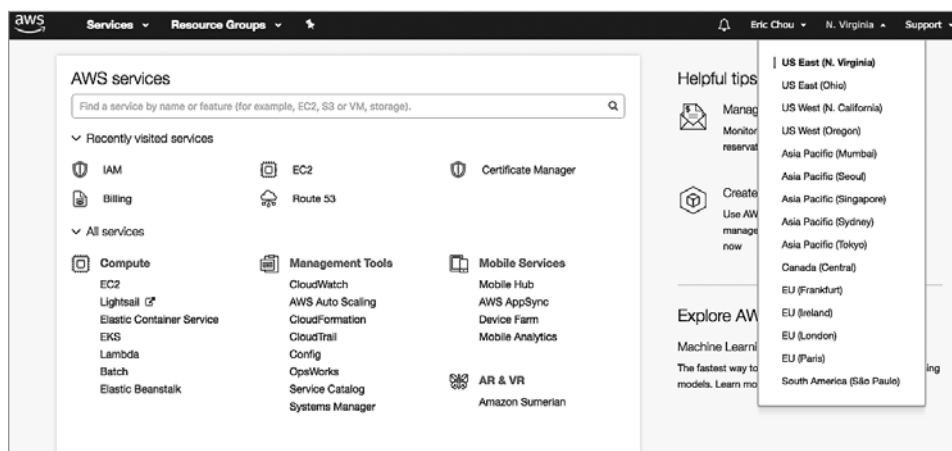 aws
Services Resource Groups Eric Chou N. Virginia Support
AWS services
Find a service by name or feature (for example, EC2, S3 or VM, storage).
Recently visited services
IAM EC2 Certificate Manager
Billing Route 53
All services
Compute
EC2
Lightsail
Elastic Container Service
EKS
Lambda
Batch
Elastic Beanstalk
Management Tools
CloudWatch
AWS Auto Scaling
CloudFormation
CloudTrail
Config
OpsWorks
Service Catalog
Systems Manager
Mobile Services
Mobile Hub
AWS AppSync
Device Farm
Mobile Analytics
AR & VR
Amazon Sumerian
Helpful tips
Manag
Monitor
reservat
Create
Use AW
manage
now
Explore AW
Machine Learni
The fastest way to ing
models. Learn mo
US East (N. Virginia)
US East (Ohio)
US West (N. California)
US West (Oregon)
Asia Pacific (Mumbai)
Asia Pacific (Seoul)
Asia Pacific (Singapore)
Asia Pacific (Sydney)
Asia Pacific (Tokyo)
Canada (Central)
EU (Frankfurt)
EU (Ireland)
EU (London)
EU (Paris)
South America (São Paulo)